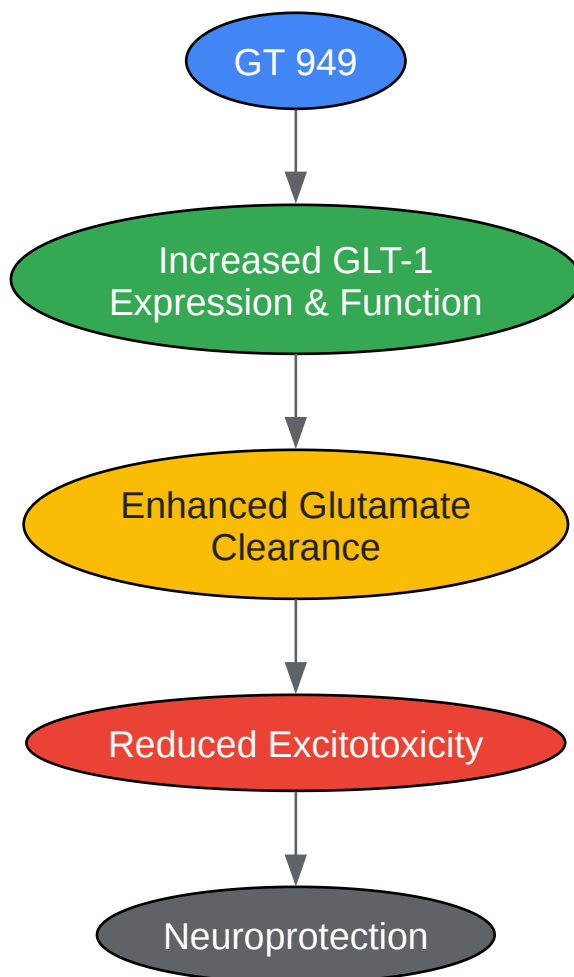 GT 949
Increased GLT-1
Expression & Function
Enhanced Glutamate
Clearance
Reduced Excitotoxicity
Neuroprotection